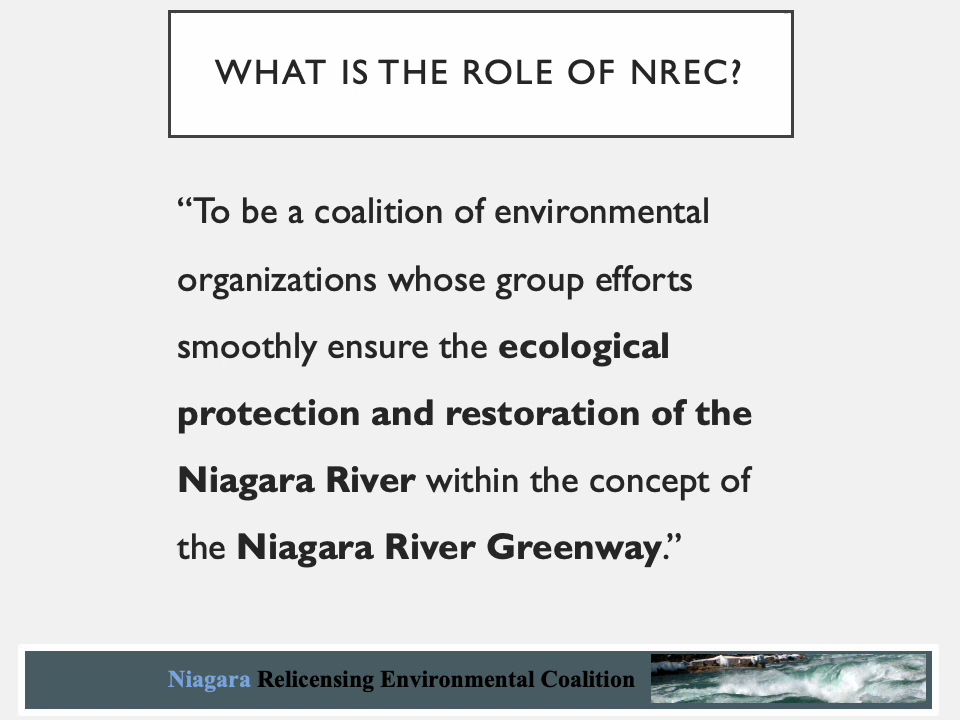 WHAT IS THE ROLE OF NREC?
“To be a coalition of environmental
organizations whose group efforts
smoothly ensure the ecological
protection and restoration of the
Niagara River within the concept of
the Niagara River Greenway.”
Niagara Relicensing Environmental Coalition